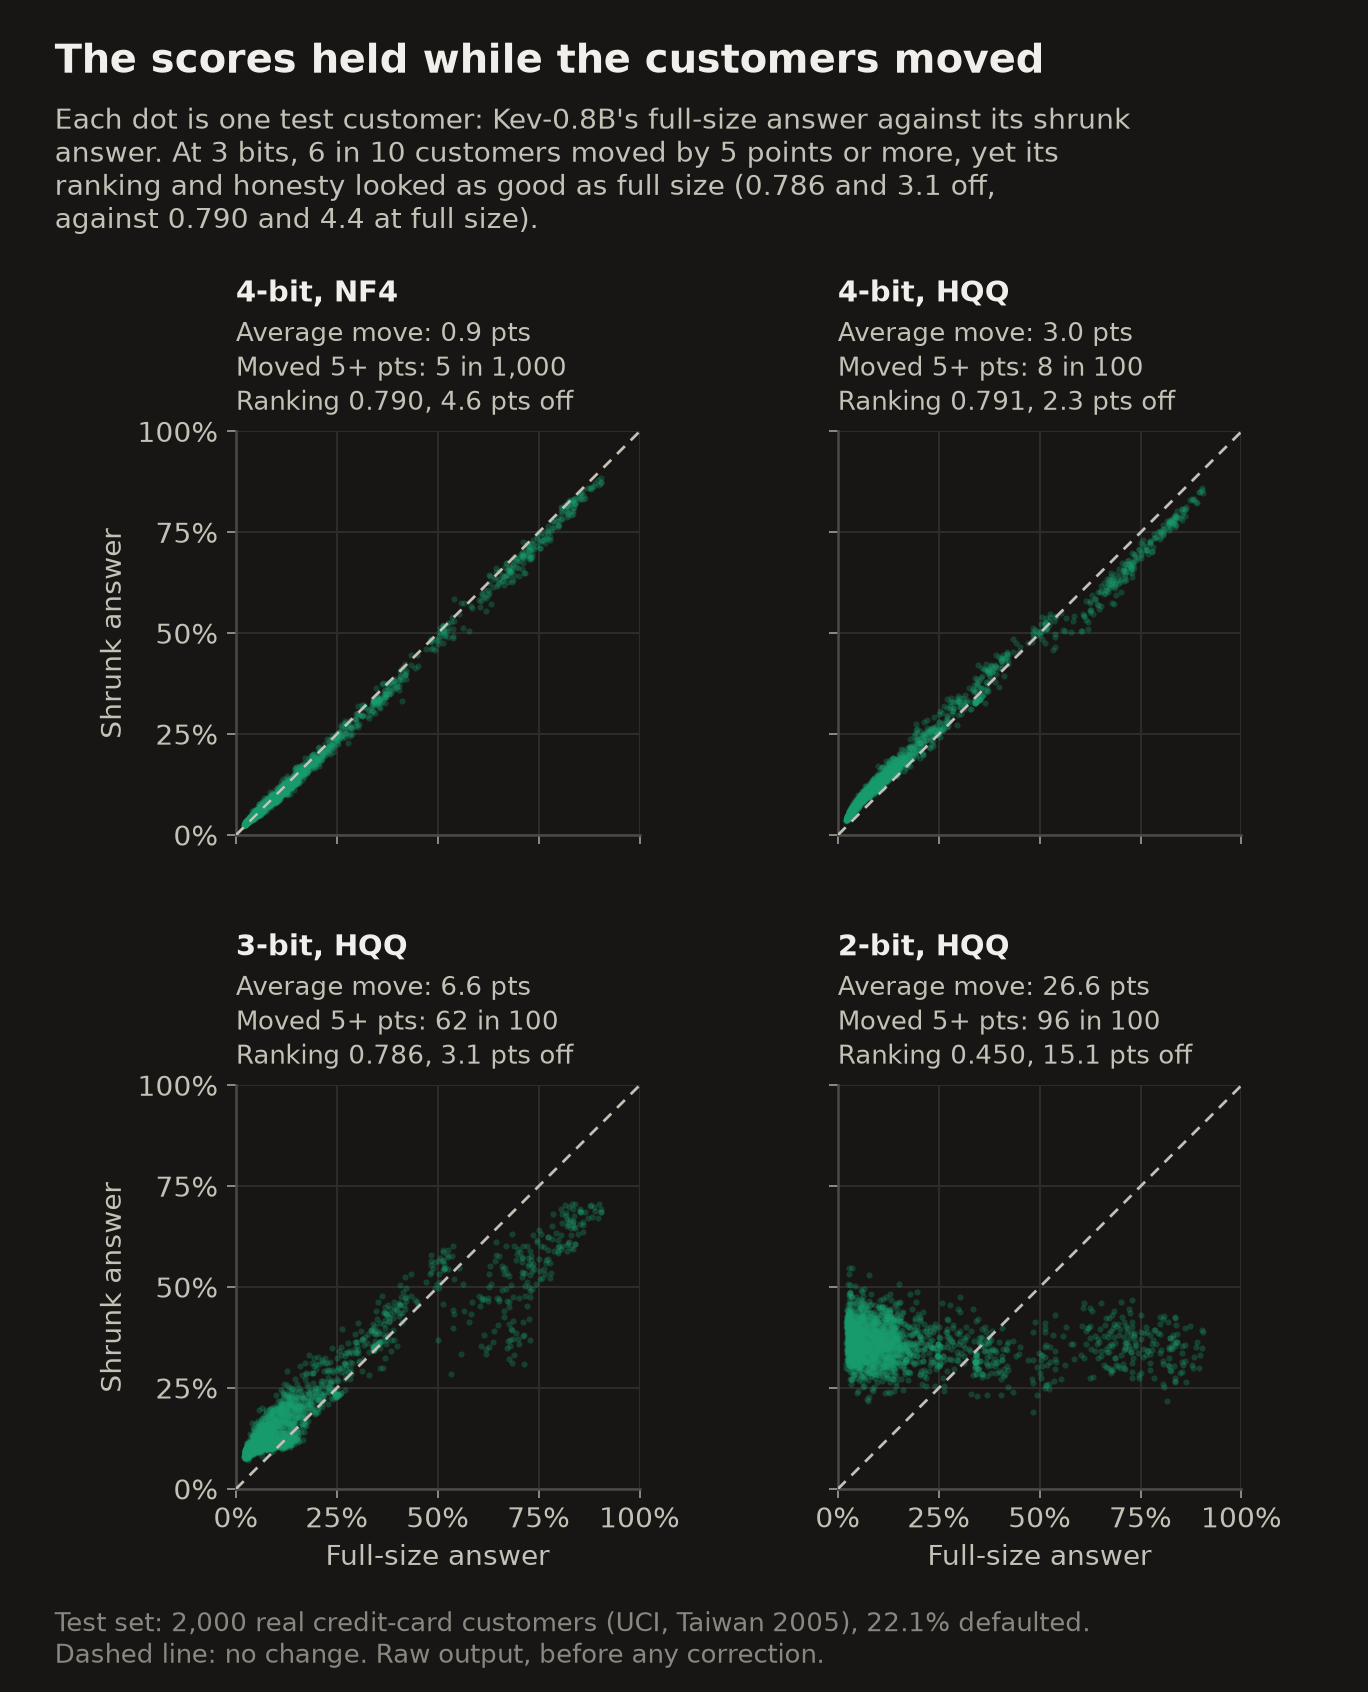 The scores held while the customers moved
Each dot is one test customer: Kev-0.8B's full-size answer against its shrunk
answer. At 3 bits, 6 in 10 customers moved by 5 points or more, yet its
ranking and honesty looked as good as full size (0.786 and 3.1 off,
against 0.790 and 4.4 at full size).
4-bit, NF4
Average move: 0.9 pts
Moved 5+ pts: 5 in 1,000
Ranking 0.790, 4.6 pts off
100%
75%
50%
25%
0%
Shrunk answer
4-bit, HQQ
Average move: 3.0 pts
Moved 5+ pts: 8 in 100
Ranking 0.791, 2.3 pts off
3-bit, HQQ
Average move: 6.6 pts
Moved 5+ pts: 62 in 100
Ranking 0.786, 3.1 pts off
100%
75%
50%
25%
0%
Shrunk answer
0% 25% 50% 75% 100%
Full-size answer
2-bit, HQQ
Average move: 26.6 pts
Moved 5+ pts: 96 in 100
Ranking 0.450, 15.1 pts off
0% 25% 50% 75% 100%
Full-size answer
Test set: 2,000 real credit-card customers (UCI, Taiwan 2005), 22.1% defaulted.
Dashed line: no change. Raw output, before any correction.